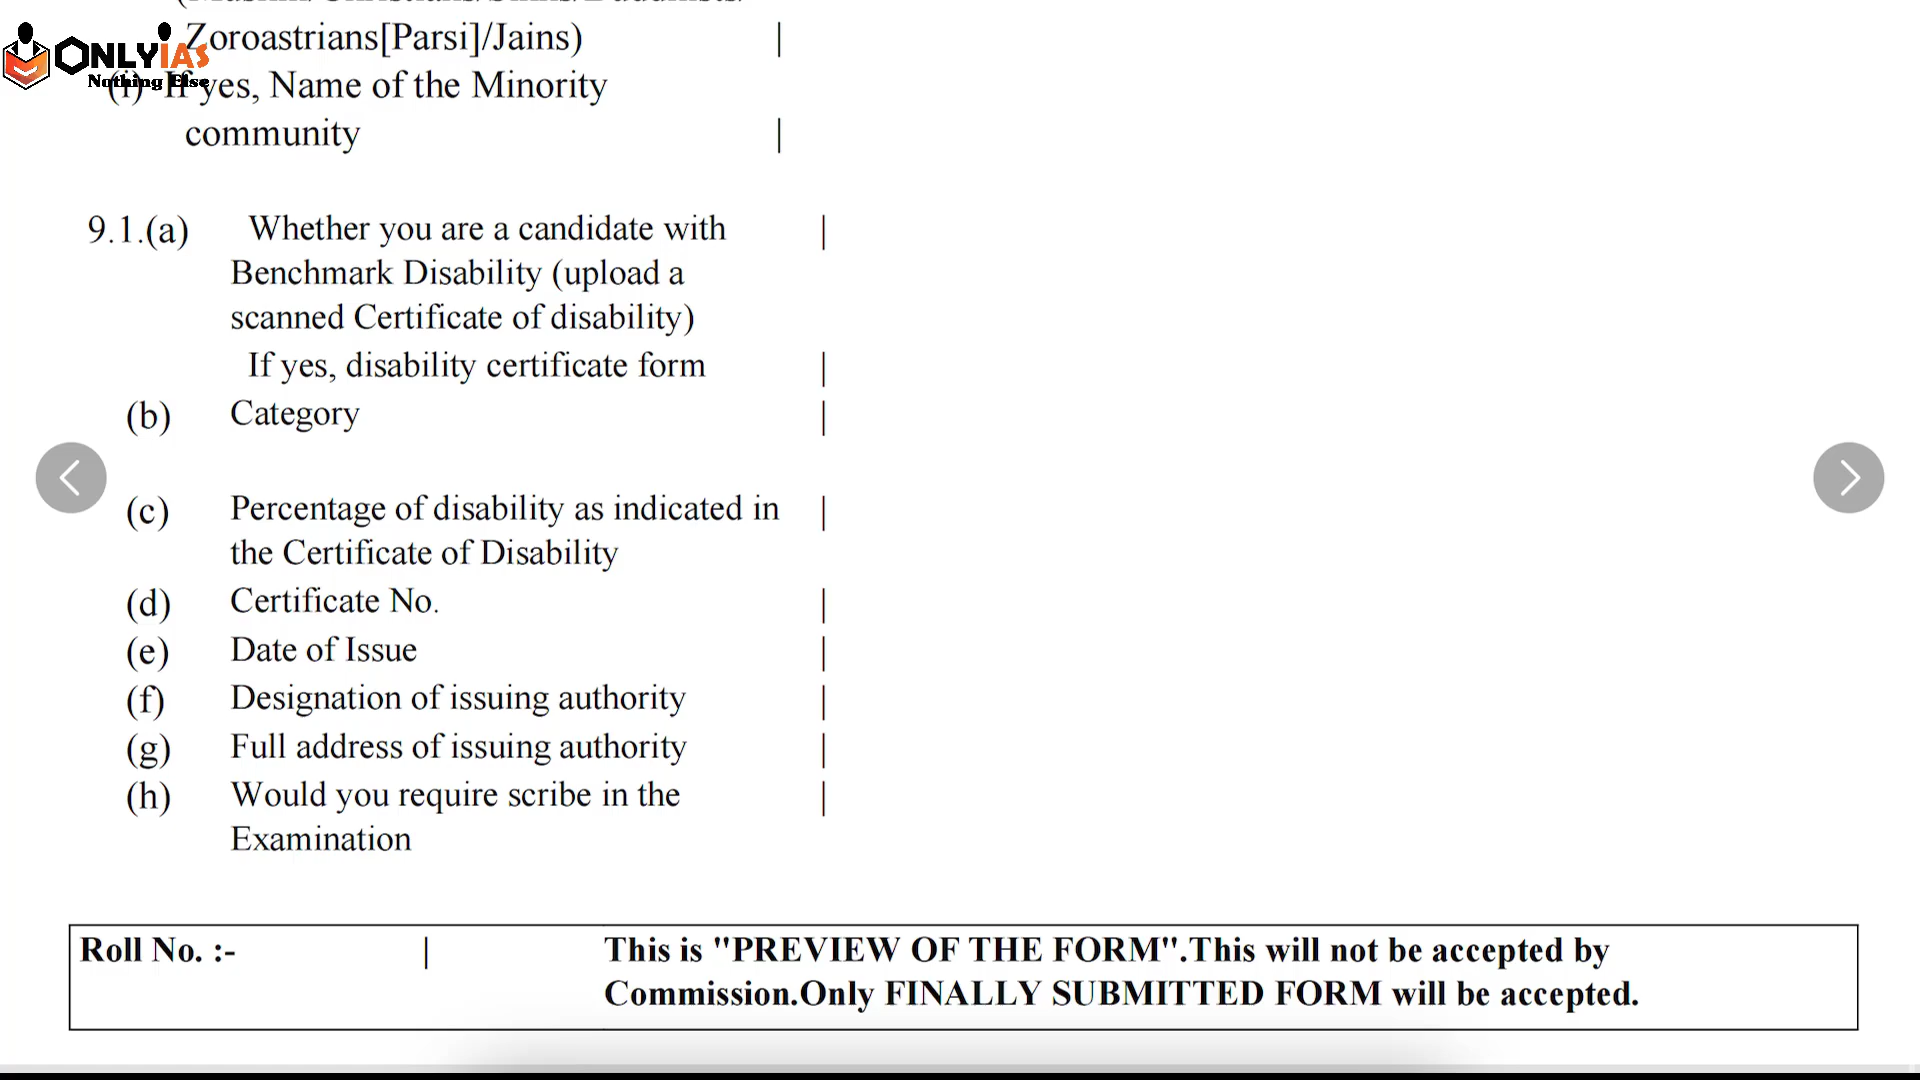 Zoroastrians[Parsi]/Jains) |
ONLYiAS
Nothing Else
(i) If yes, Name of the Minority
community |
9.1.(a) Whether you are a candidate with |
Benchmark Disability (upload a
scanned Certificate of disability)
If yes, disability certificate form |
(b) Category |
(c) Percentage of disability as indicated in |
the Certificate of Disability
(d) Certificate No. |
(e) Date of Issue |
(f) Designation of issuing authority |
(g) Full address of issuing authority |
(h) Would you require scribe in the |
Examination
Roll No. :- | This is "PREVIEW OF THE FORM".This will not be accepted by
Commission.Only FINALLY SUBMITTED FORM will be accepted.